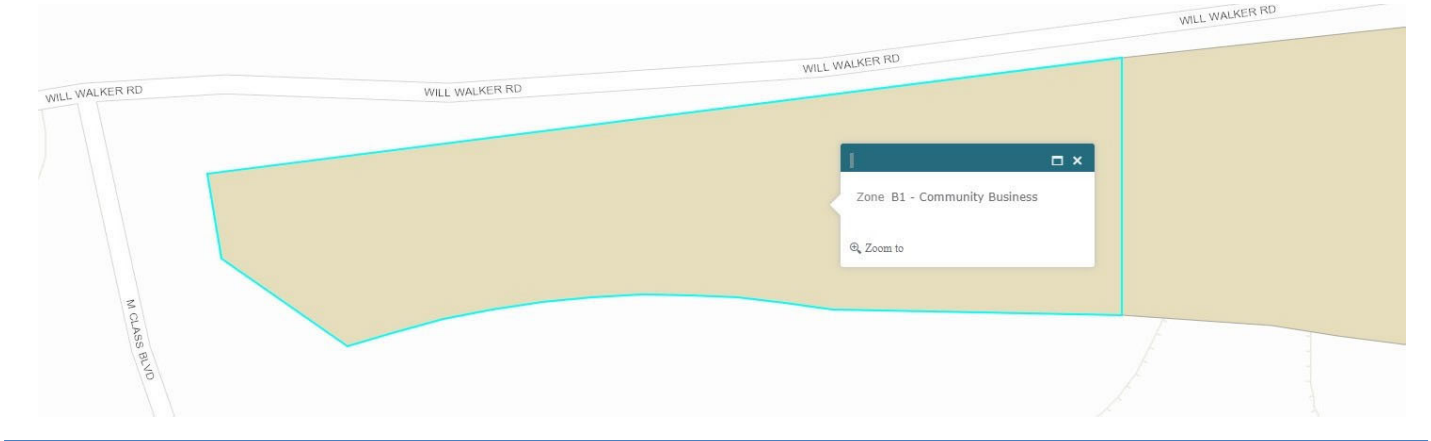 WILL WALKER RD
WILL WALKER RD
WILL WALKER RD
WILL WALKER RD
Zone B1 - Community Business
Zoom to
M CLASS BLVD